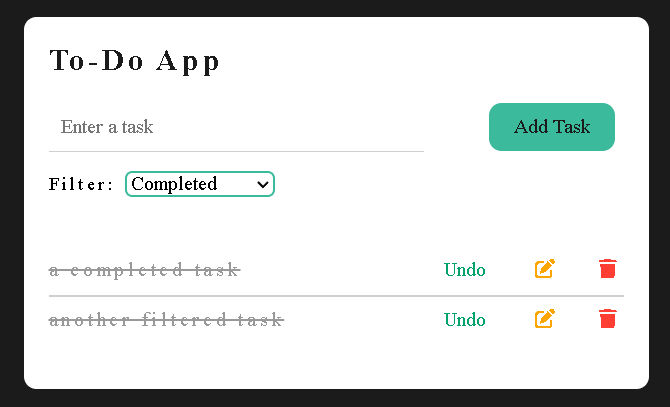 To-Do App
Enter a task
Add Task
Filter: Completed
a completed task Undo
another filtered task Undo